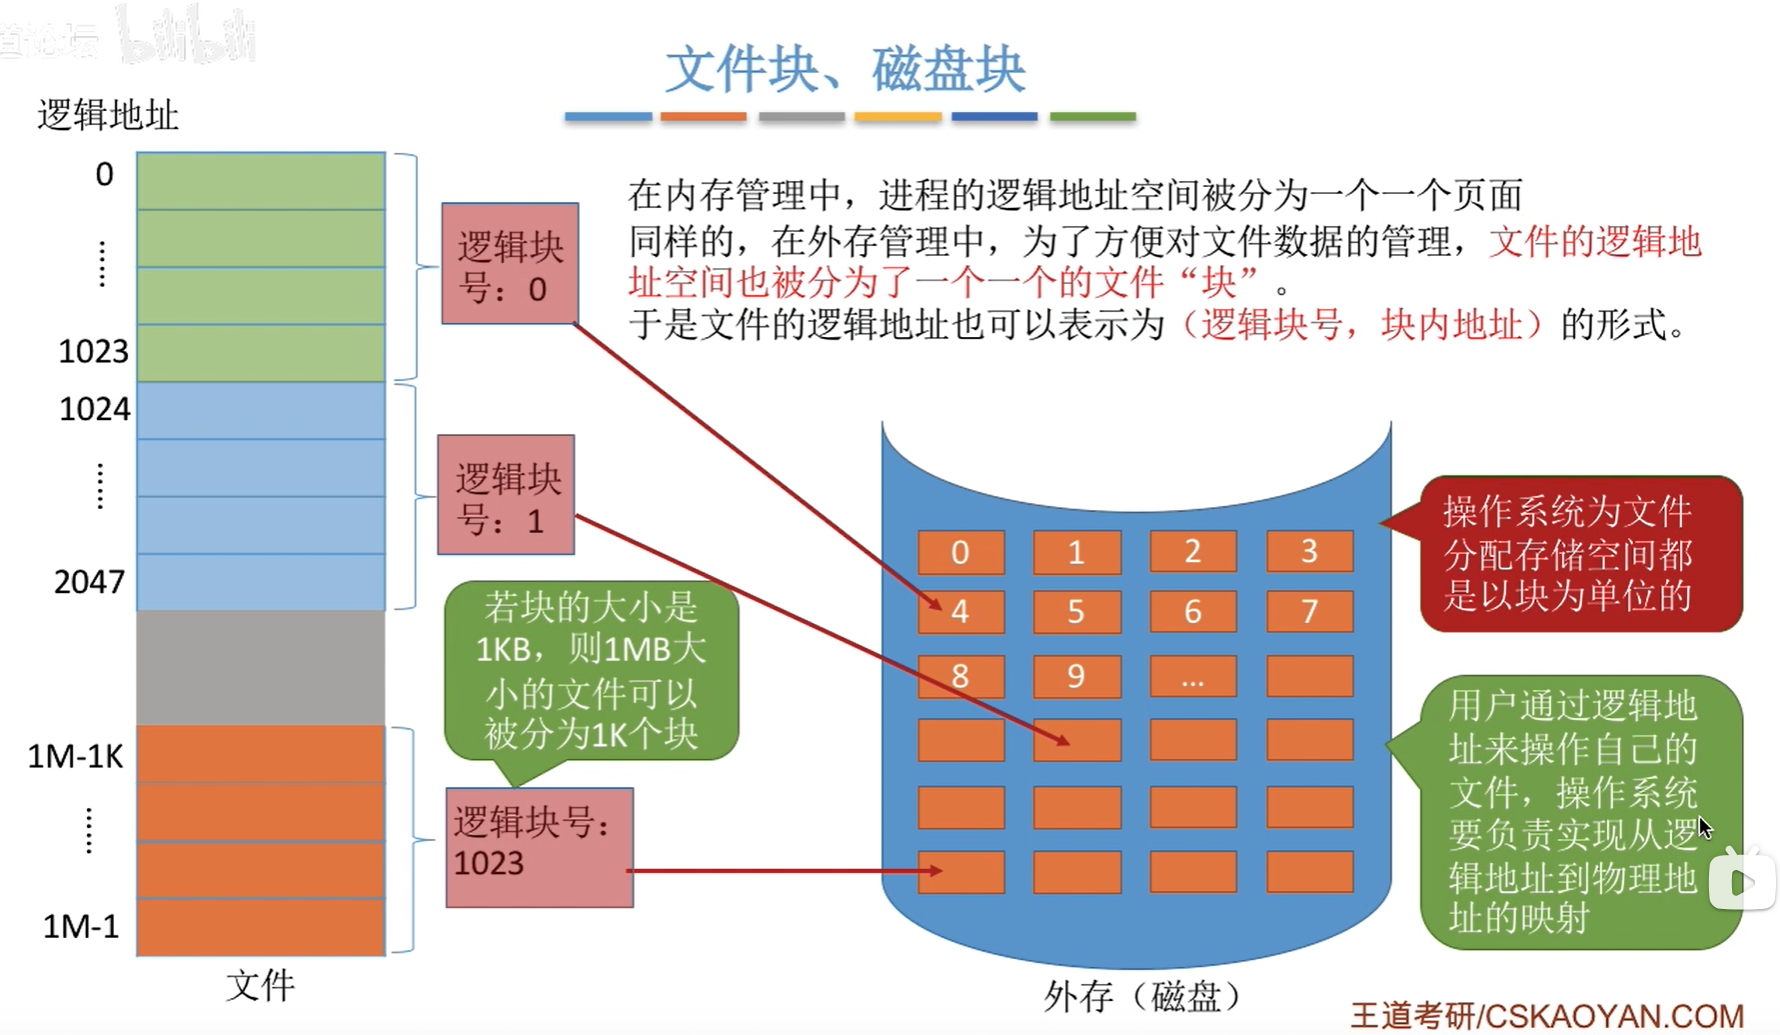 道论坛 bilibili
文件块、磁盘块
逻辑地址
0
……
1023
1024
……
2047
1M-1K
……
1M-1
文件
逻辑块
号：0
逻辑块
号：1
若块的大小是
1KB，则1MB大
小的文件可以
被分为1K个块
逻辑块号：
1023
在内存管理中，进程的逻辑地址空间被分为一个一个页面
同样的，在外存管理中，为了方便对文件数据的管理，文件的逻辑地
址空间也被分为了一个一个的文件“块”。
于是文件的逻辑地址也可以表示为（逻辑块号，块内地址）的形式。
0 1 2 3
4 5 6 7
8 9 ...
外存（磁盘）
操作系统为文件
分配存储空间都
是以块为单位的
用户通过逻辑地
址来操作自己的
文件，操作系统
要负责实现从逻
辑地址到物理地
址的映射
王道考研/CSKAOYAN.COM